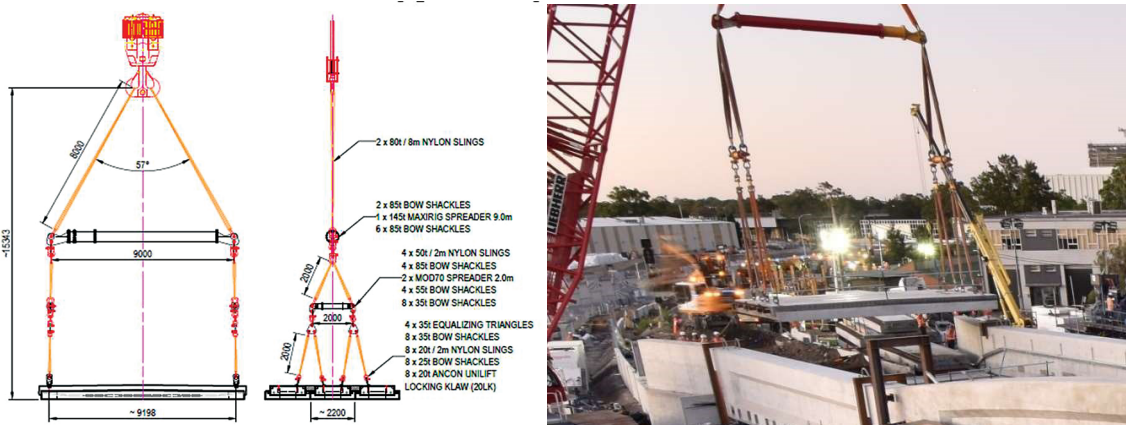 8000
57°
~15343
9000
~ 9198
2 x 80t / 8m NYLON SLINGS
2 x 85t BOW SHACKLES
1 x 145t MAXIRIG SPREADER 9.0m
6 x 85t BOW SHACKLES
2000
4 x 50t / 2m NYLON SLINGS
4 x 85t BOW SHACKLES
2 x MOD70 SPREADER 2.0m
4 x 55t BOW SHACKLES
8 x 35t BOW SHACKLES
2000
2000
4 x 35t EQUALIZING TRIANGLES
8 x 35t BOW SHACKLES
8 x 20t / 2m NYLON SLINGS
8 x 25t BOW SHACKLES
8 x 20t ANCON UNILIFT
LOCKING KLAW (20LK)
~ 2200
LIEBHERR